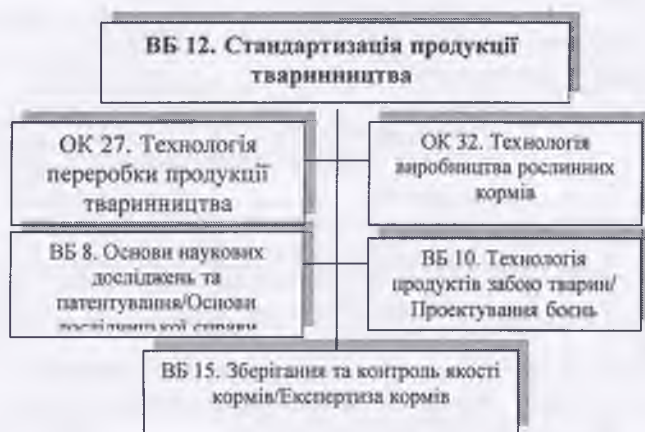 ВБ 12. Стандартизація продукції
тваринництва
ОК 27. Технологія
переробки продукції
тваринництва
ОК 32. Технологія
виробництва рослинних
кормів
ВБ 8. Основи наукових
досліджень та
патентування/Основи
дослідницької справи
ВБ 10. Технологія
продуктів забою тварин/
Проектування боєнь
ВБ 15. Зберігання та контроль якості
кормів/Експертиза кормів